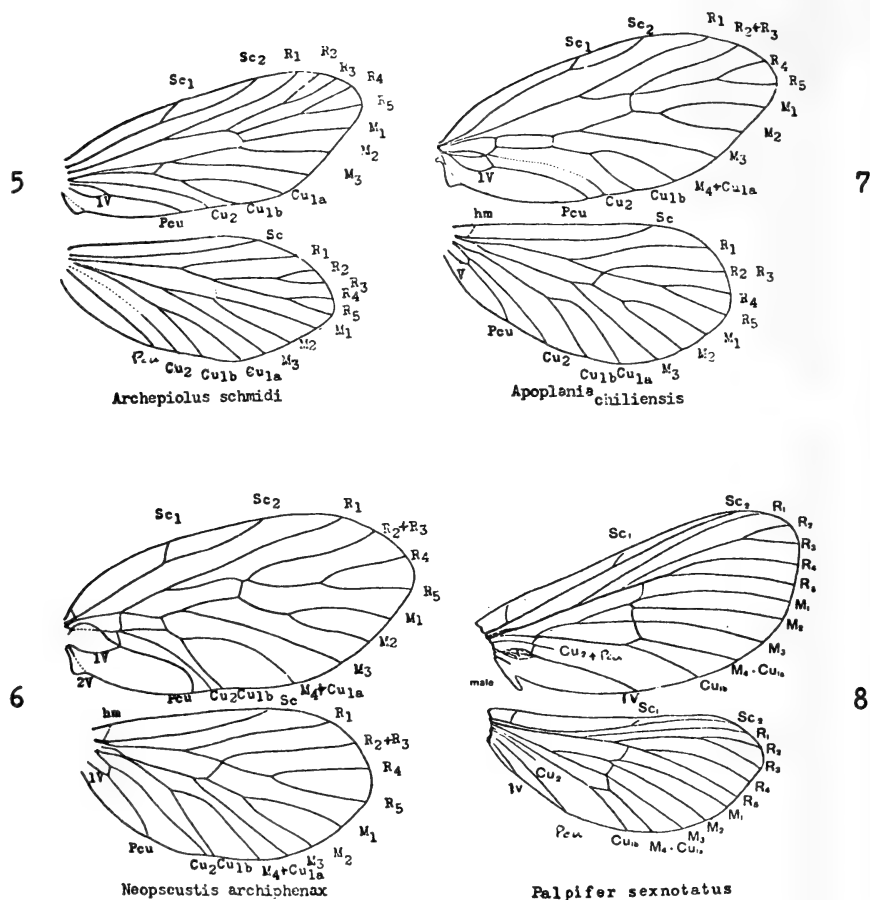 5
Sc1 Sc2 R1 R2 R3 R4 R5 M1 M2 M3 Cu1a Cu1b Cu2 Pcu 1V
Sc R1 R2 R3 R4 R5 M1 M2 M3 Cu1a Cu1b Cu2 Pcu
Archepiolus schmidi
7
Sc1 Sc2 R1 R2+R3 R4 R5 M1 M2 M3 M4+Cu1a Cu1b Cu2 Pcu 1V
hm Sc R1 R2 R3 R4 R5 M1 M2 M3 Cu1a Cu1b Cu2 Pcu V
Apoplania chiliensis
6
Sc1 Sc2 R1 R2+R3 R4 R5 M1 M2 M3 M4+Cu1a Cu1b Cu2 Pcu 1V 2V
hm Sc R1 R2+R3 R4 R5 M1 M2 M3 M4+Cu1a Cu1b Cu2 Pcu 1V
Neopscustis archiphenax
8
Sc1 Sc2 R1 R2 R3 R4 R5 M1 M2 M3 M4·Cu1a Cu1b 1V Cu2+Pcu male
Sc1 Sc2 R1 R2 R3 R4 R5 M1 M2 M3 M4·Cu1a Cu1b Pcu Cu2 1V
Palpifer sexnotatus